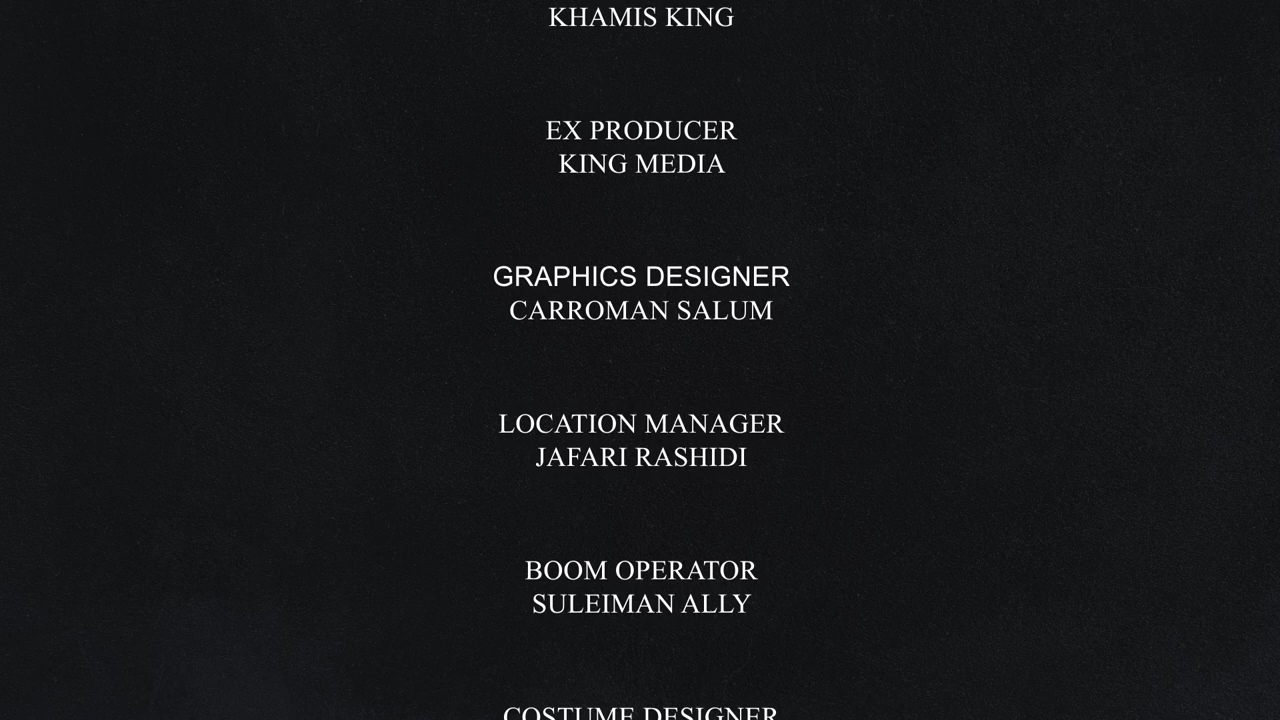 KHAMIS KING
EX PRODUCER
KING MEDIA
GRAPHICS DESIGNER
CARROMAN SALUM
LOCATION MANAGER
JAFARI RASHIDI
BOOM OPERATOR
SULEIMAN ALLY
COSTUME DESIGNER